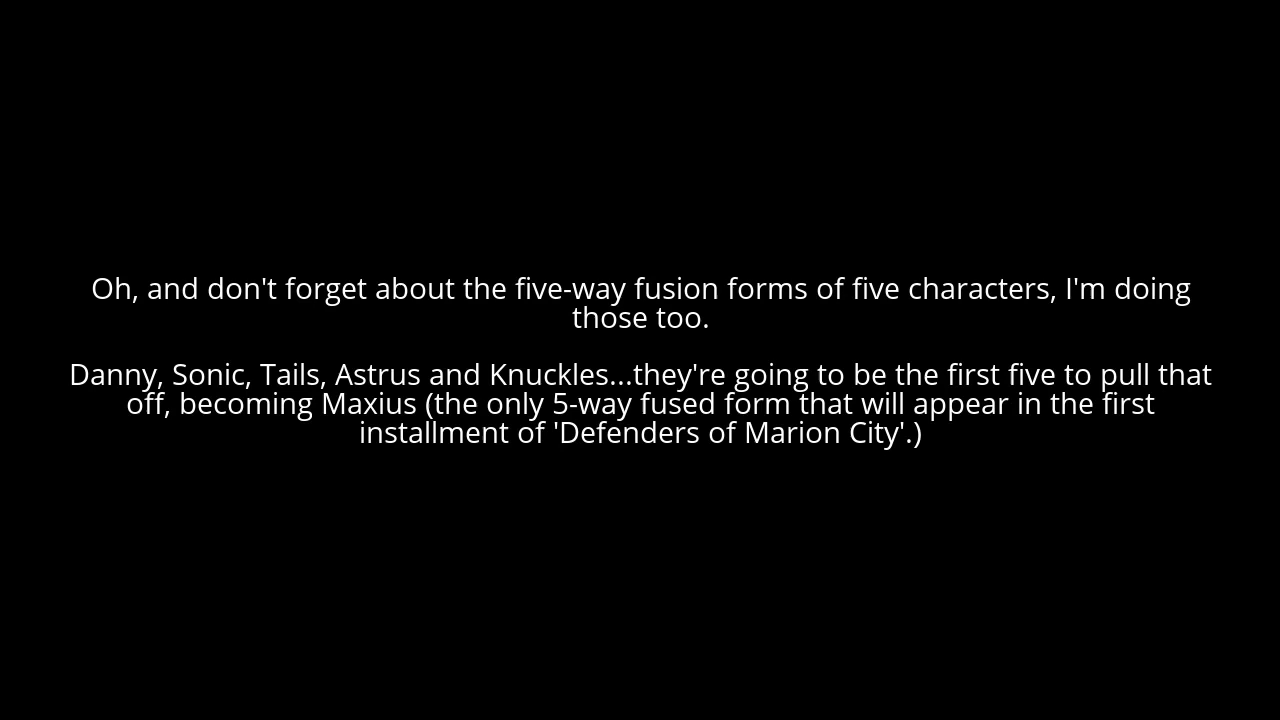 Oh, and don't forget about the five-way fusion forms of five characters, I'm doing
those too.
Danny, Sonic, Tails, Astrus and Knuckles...they're going to be the first five to pull that
off, becoming Maxius (the only 5-way fused form that will appear in the first
installment of 'Defenders of Marion City'.)